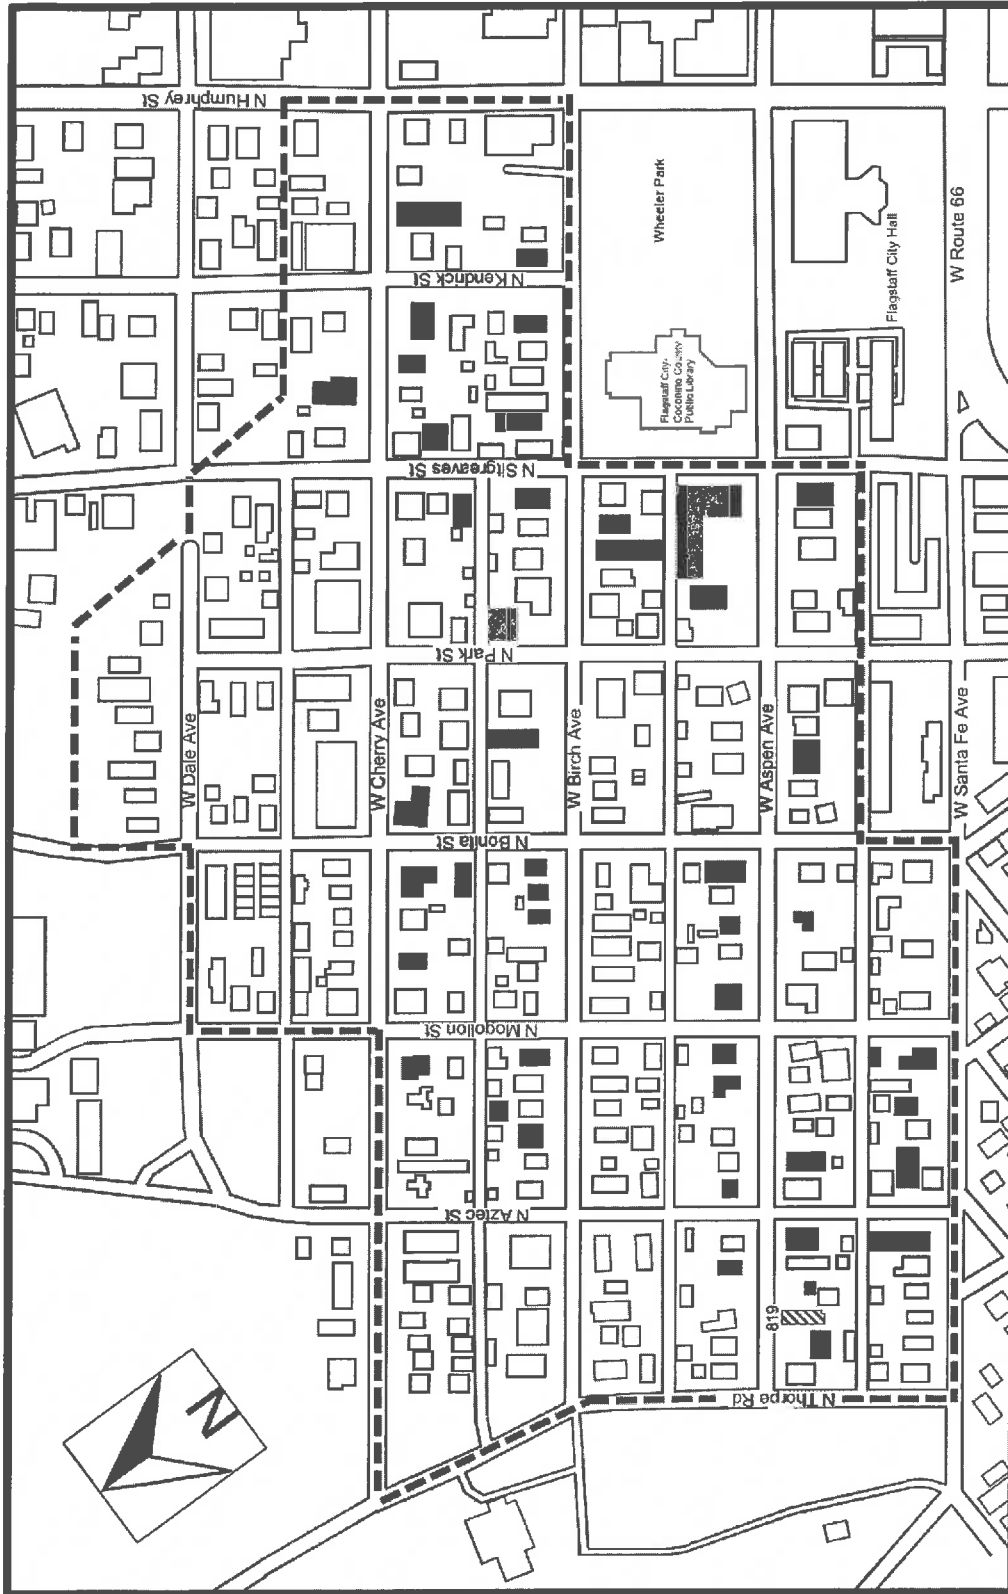 N Humphrey St
Wheeler Park
W Route 66
Flagstaff City Hall
N Kendrick St
Flagstaff City-
Coconino County
Public Library
N Sitgreaves St
N Park St
W Dale Ave
W Cherry Ave
W Birch Ave
W Aspen Ave
W Santa Fe Ave
N Bonita St
N Mogollon St
N Aztec St
819
N Thorpe Rd
N